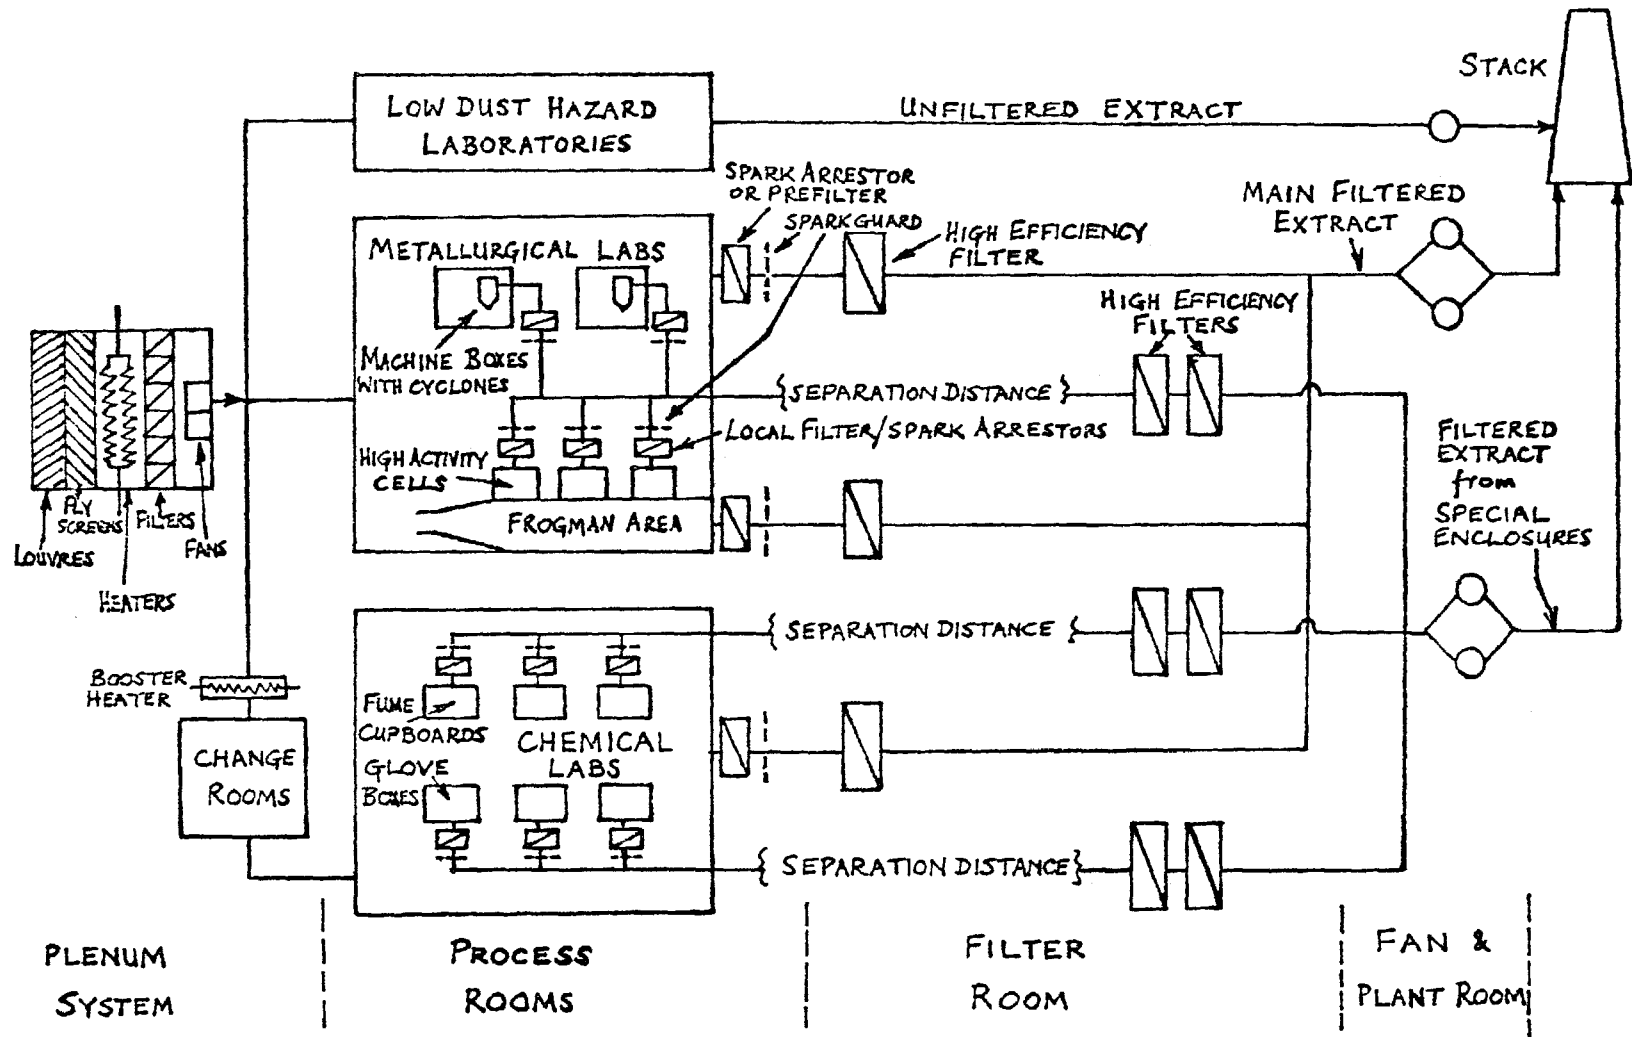 STACK
LOW DUST HAZARD
LABORATORIES
UNFILTERED EXTRACT
SPARK ARRESTOR
OR PREFILTER
SPARKGUARD
MAIN FILTERED
EXTRACT
METALLURGICAL LABS
HIGH EFFICIENCY
FILTER
HIGH EFFICIENCY
FILTERS
MACHINE BOXES
WITH CYCLONES
SEPARATION DISTANCE
LOCAL FILTER/SPARK ARRESTORS
HIGH ACTIVITY
CELLS
FILTERED
EXTRACT
from
SPECIAL
ENCLOSURES
FROGMAN AREA
FLY
SCREENS
FILTERS
FANS
LOUVRES
HEATERS
SEPARATION DISTANCE
BOOSTER
HEATER
FUME
CUPBOARDS
CHEMICAL
LABS
CHANGE
ROOMS
GLOVE
BOXES
SEPARATION DISTANCE
PLENUM
SYSTEM
PROCESS
ROOMS
FILTER
ROOM
FAN &
PLANT ROOM